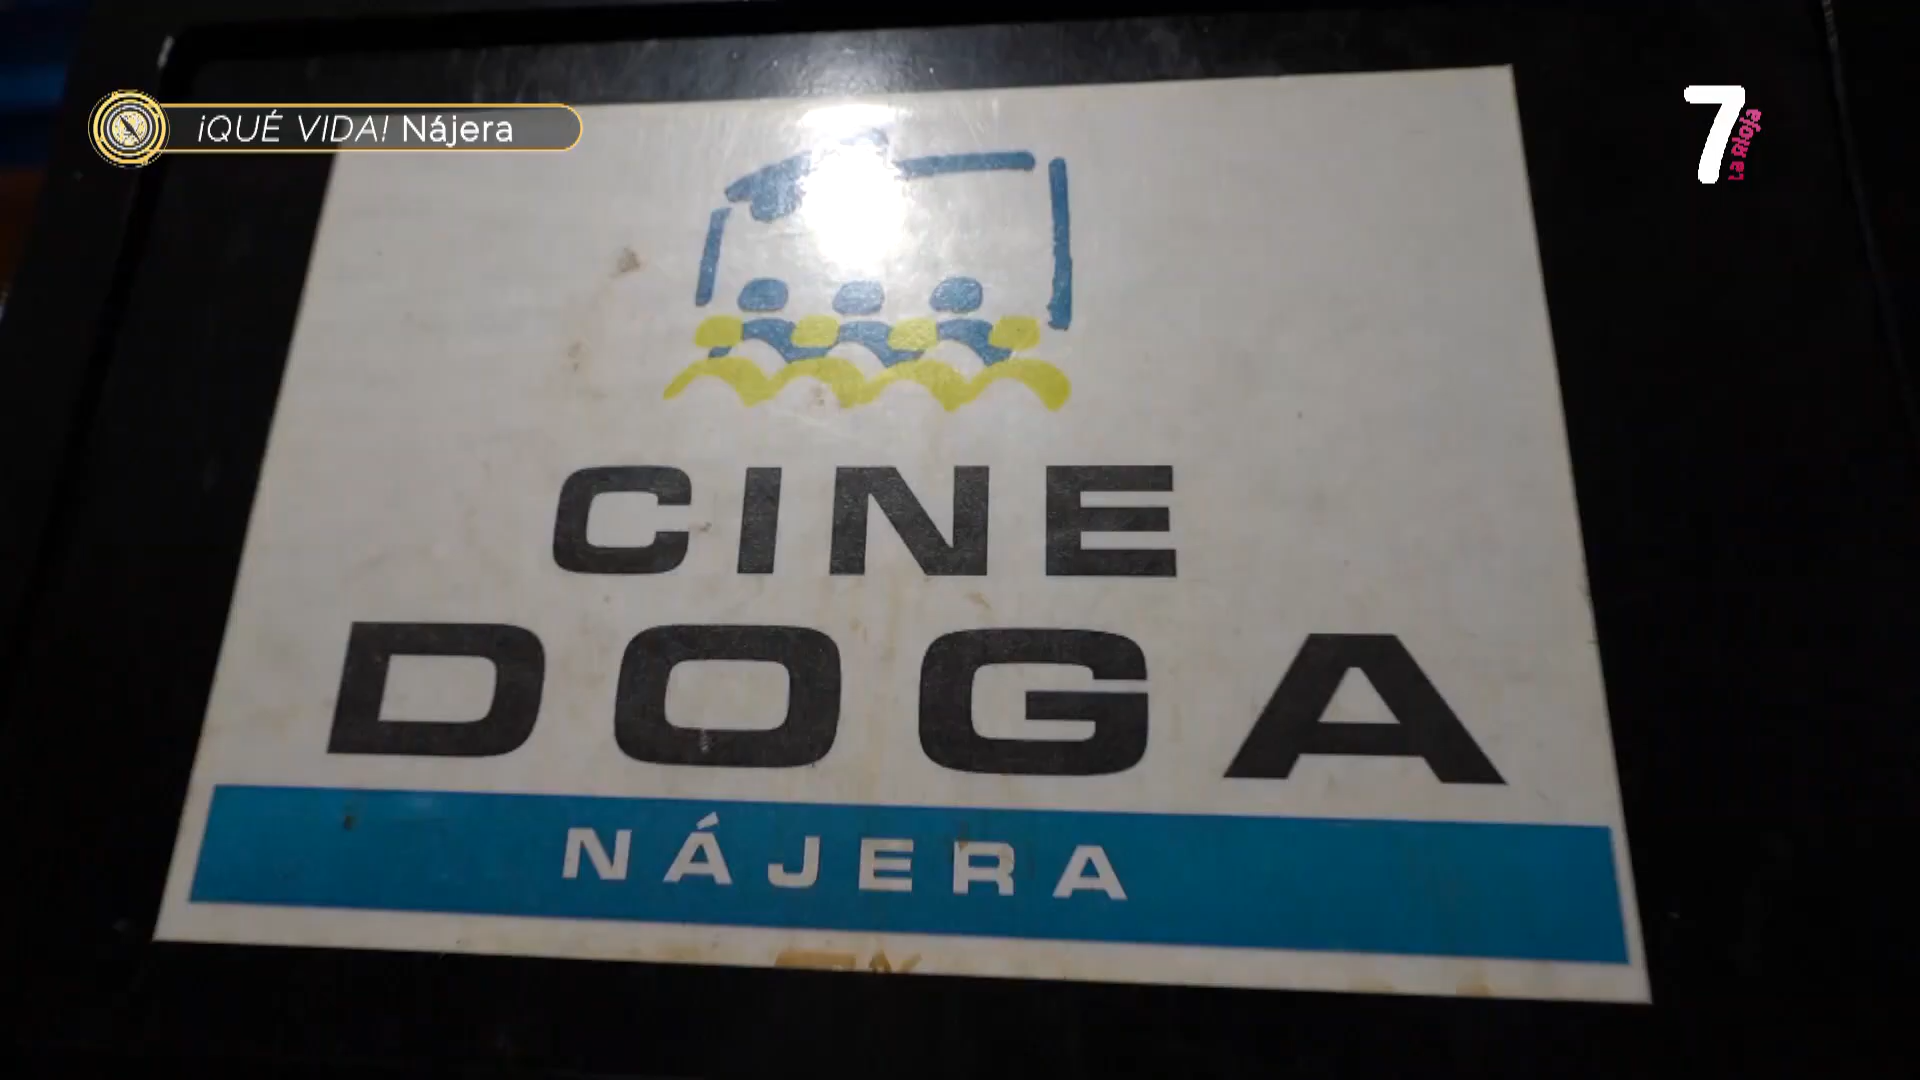 ¡QUÉ VIDA! Nájera
7 La Rioja
CINE
DOGA
NÁJERA